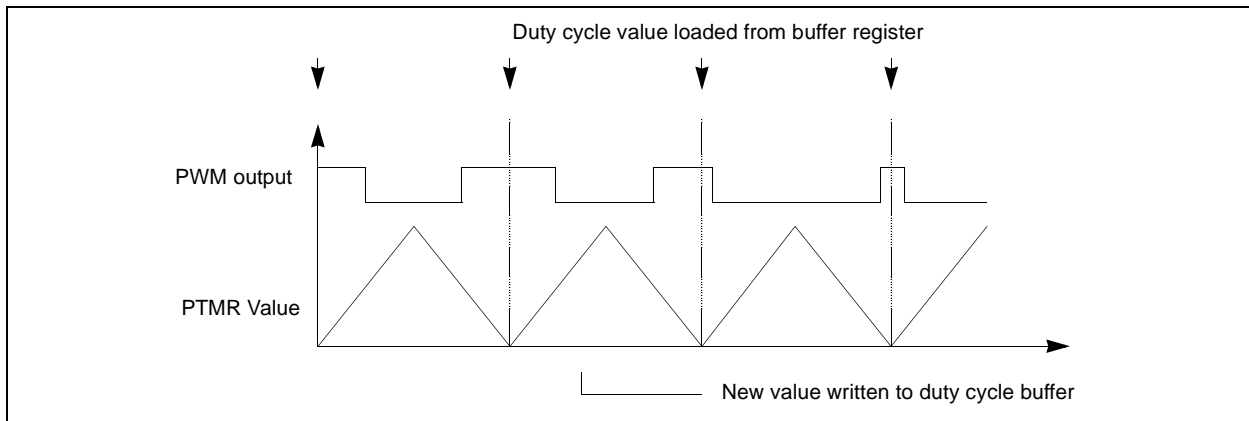 Duty cycle value loaded from buffer register
PWM output
PTMR Value
New value written to duty cycle buffer